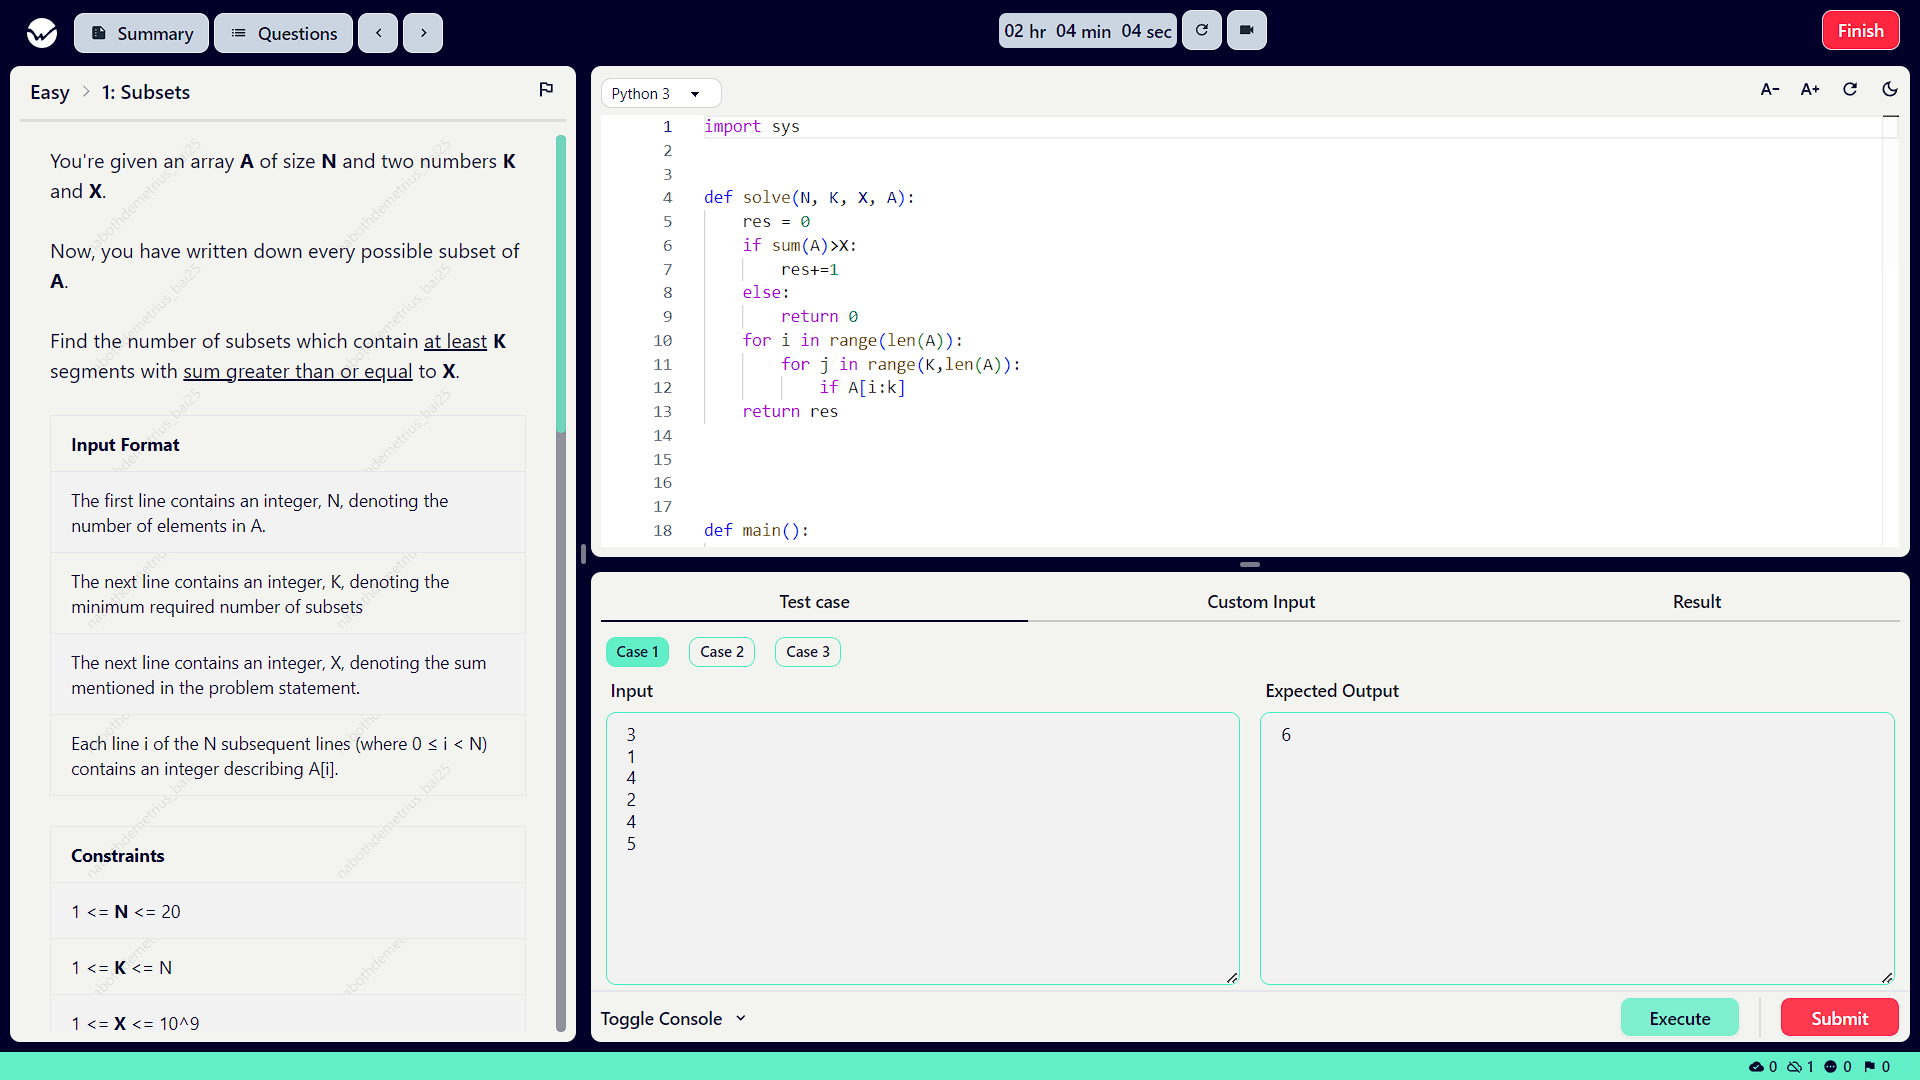 Summary
Questions
02 hr 04 min 04 sec
Finish
Easy > 1: Subsets
You're given an array A of size N and two numbers K
and X.
Now, you have written down every possible subset of
A.
Find the number of subsets which contain at least K
segments with sum greater than or equal to X.
Input Format
The first line contains an integer, N, denoting the
number of elements in A.
The next line contains an integer, K, denoting the
minimum required number of subsets
The next line contains an integer, X, denoting the sum
mentioned in the problem statement.
Each line i of the N subsequent lines (where 0 ≤ i < N)
contains an integer describing A[i].
Constraints
1 <= N <= 20
1 <= K <= N
1 <= X <= 10^9
nabothdemetrius_bai25
Python 3
A-
A+
1 import sys
2
3
4 def solve(N, K, X, A):
5     res = 0
6     if sum(A)>X:
7         res+=1
8     else:
9         return 0
10     for i in range(len(A)):
11         for j in range(K,len(A)):
12             if A[i:k]
13     return res
14
15
16
17
18 def main():
Test case
Custom Input
Result
Case 1
Case 2
Case 3
Input
3
1
4
2
4
5
Expected Output
6
Toggle Console
Execute
Submit
0 1 0 0